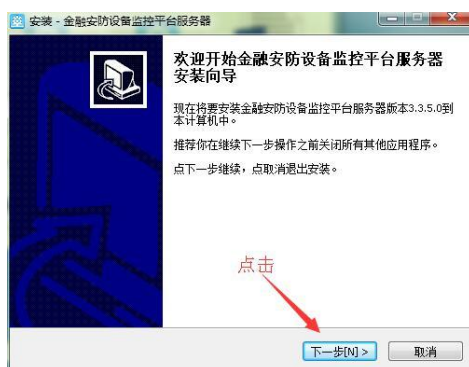 安装 - 金融安防设备监控平台服务器
欢迎开始金融安防设备监控平台服务器
安装向导
现在将要安装金融安防设备监控平台服务器版本3.3.5.0到
本计算机中。
推荐你在继续下一步操作之前关闭所有其他应用程序。
点下一步继续，点取消退出安装。
点击
下一步[N] >
取消